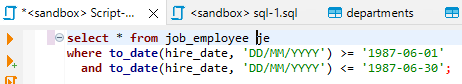 *<sandbox> Script-
<sandbox> sql-1.sql
departments
select * from job_employee je
where to_date(hire_date, 'DD/MM/YYYY') >= '1987-06-01'
and to_date(hire_date, 'DD/MM/YYYY') <= '1987-06-30';